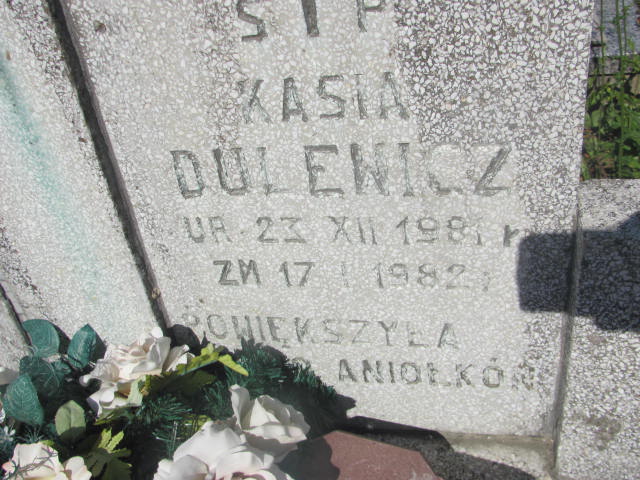 Ś T P
KASIA
DULEWICZ
UR. 23 XII 1981 r
ZM 17 I 1982 r
POWIĘKSZYŁA
ANIOŁKÓW